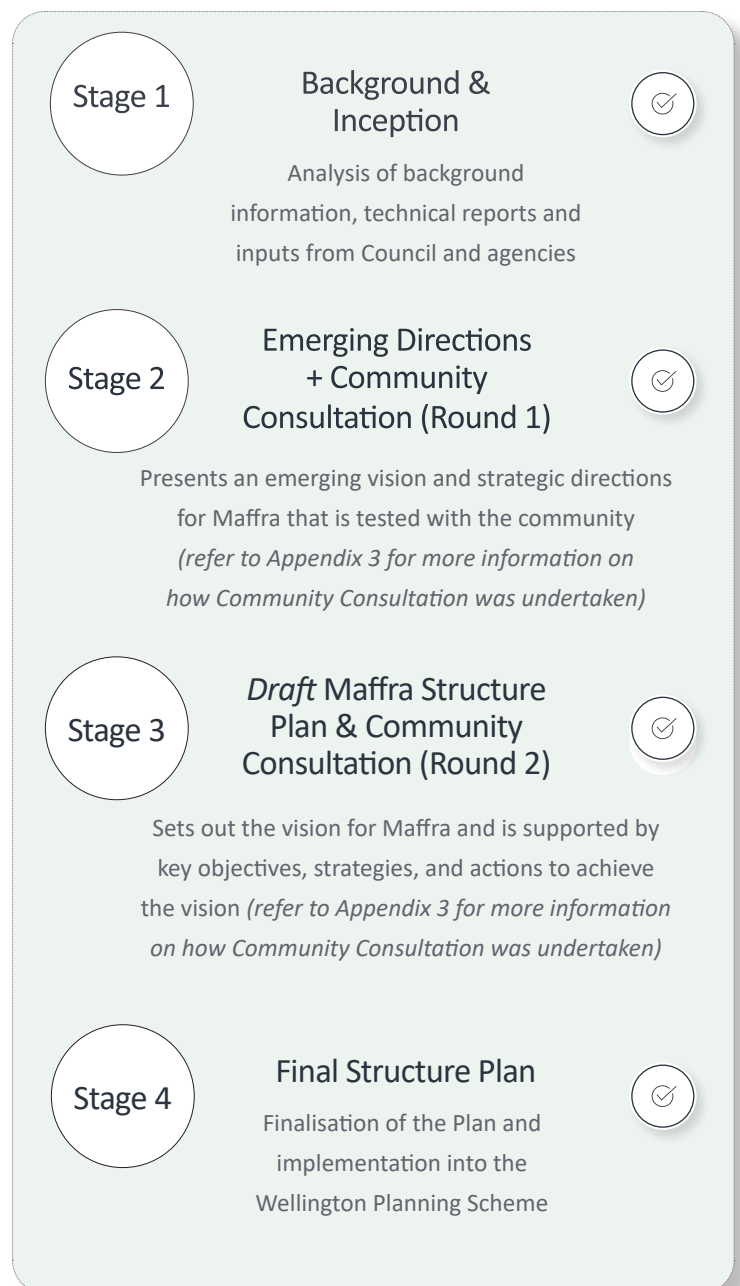 Stage 1
Background &
Inception
Analysis of background
information, technical reports and
inputs from Council and agencies
Stage 2
Emerging Directions
+ Community
Consultation (Round 1)
Presents an emerging vision and strategic directions
for Maffra that is tested with the community
(refer to Appendix 3 for more information on
how Community Consultation was undertaken)
Stage 3
Draft Maffra Structure
Plan & Community
Consultation (Round 2)
Sets out the vision for Maffra and is supported by
key objectives, strategies, and actions to achieve
the vision (refer to Appendix 3 for more information
on how Community Consultation was undertaken)
Stage 4
Final Structure Plan
Finalisation of the Plan and
implementation into the
Wellington Planning Scheme